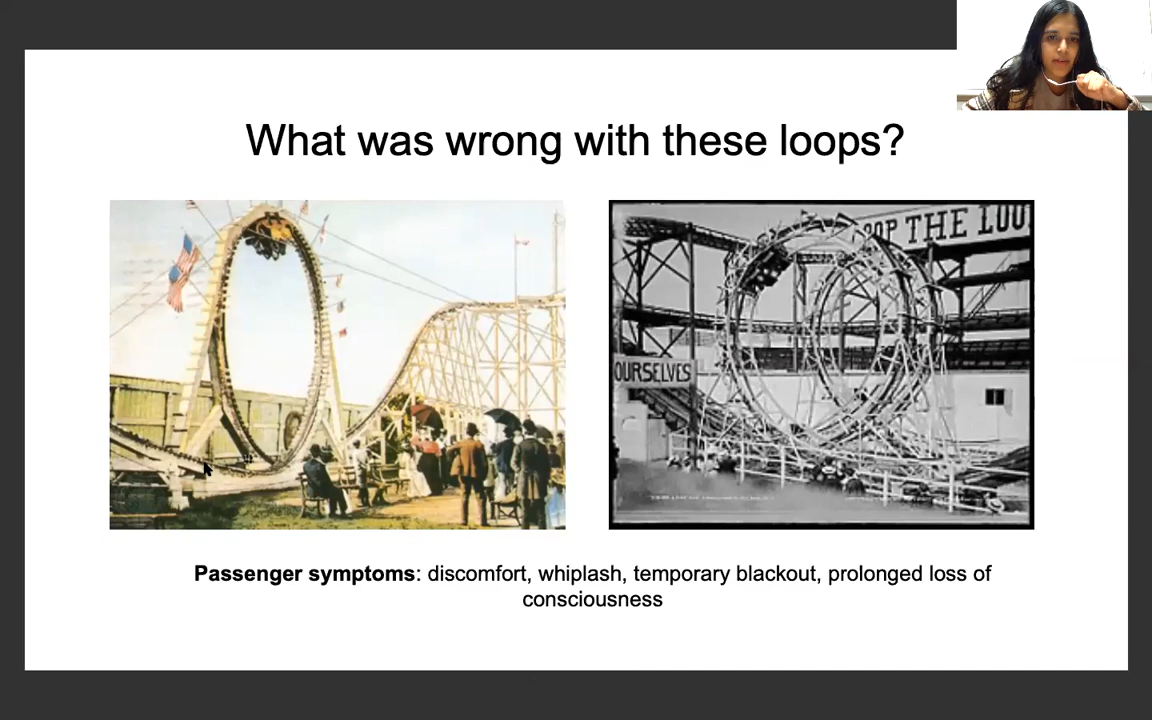 What was wrong with these loops?
OOP THE LOO
OURSELVES
Passenger symptoms: discomfort, whiplash, temporary blackout, prolonged loss of
consciousness